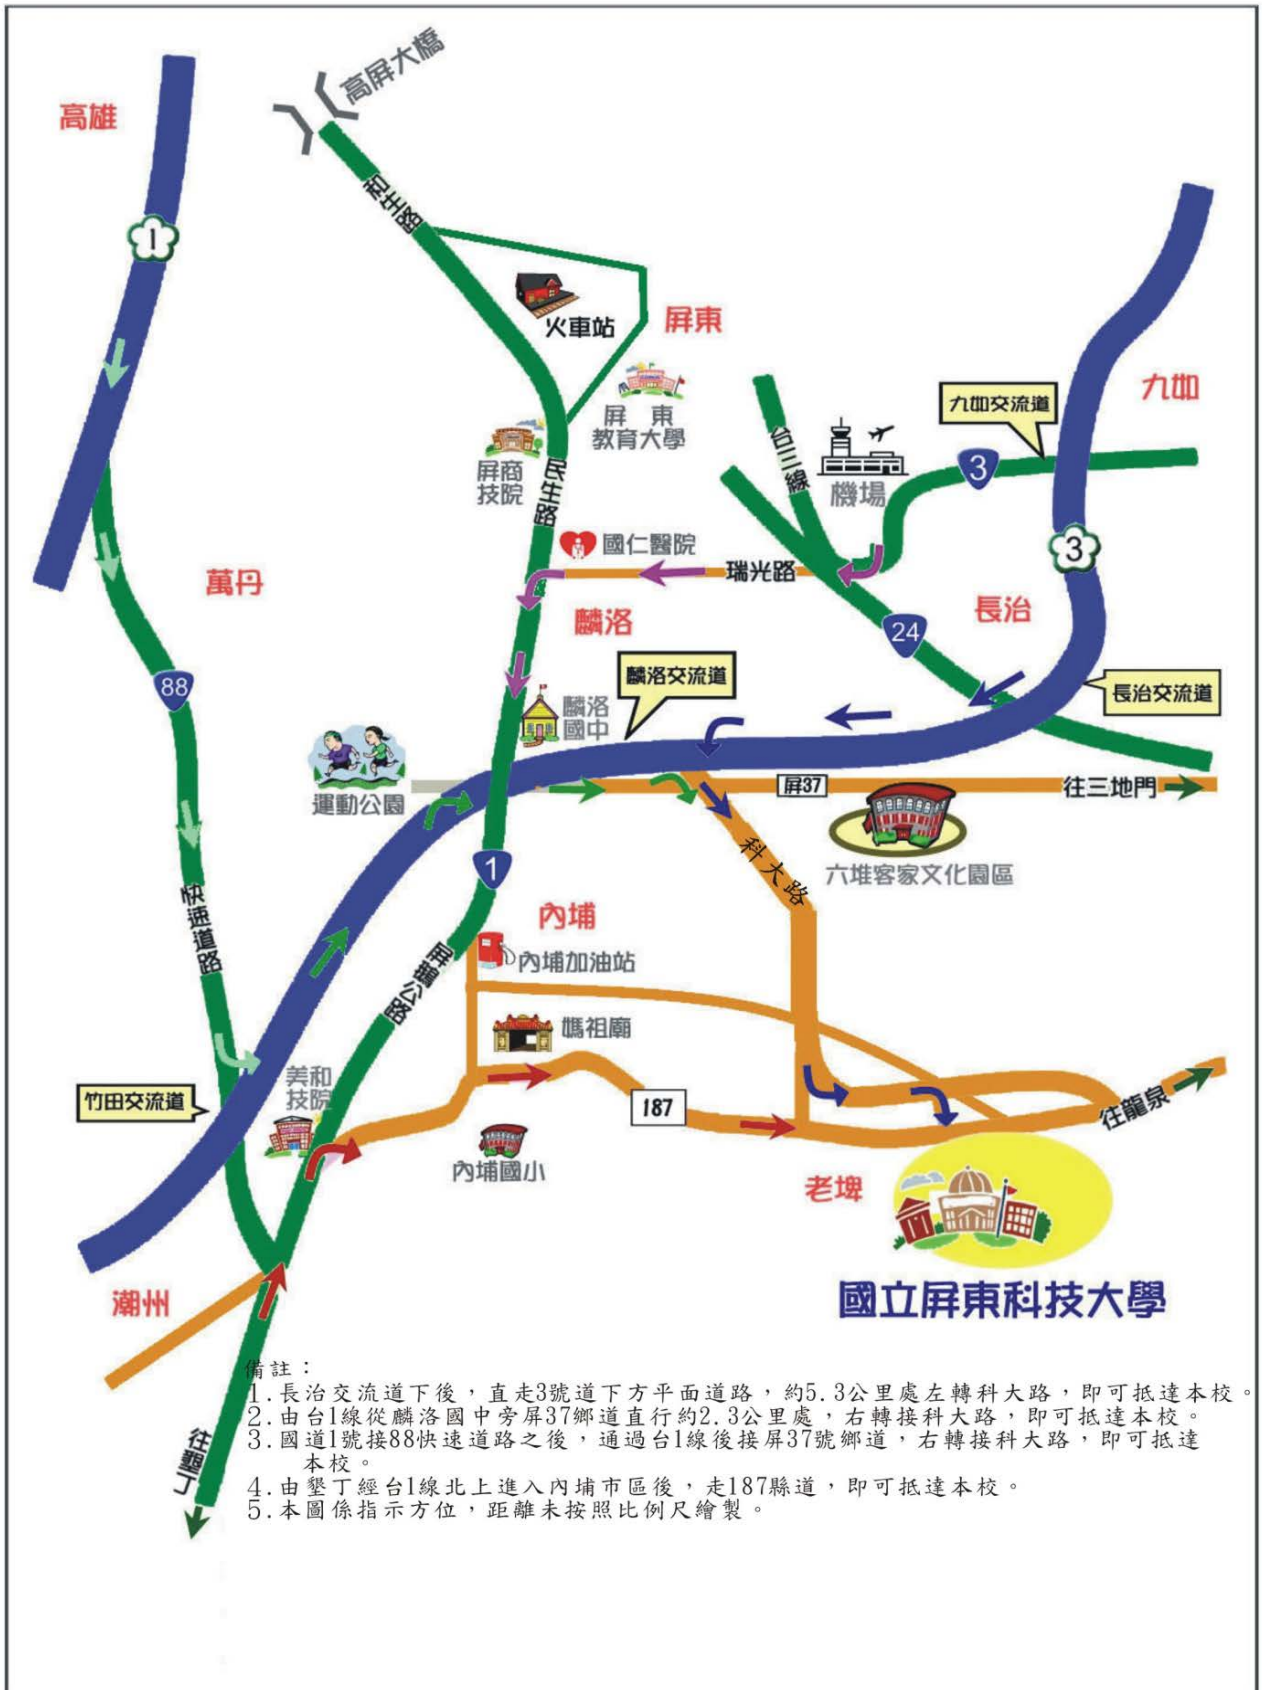 高屏大橋
高雄
1
和生路
火車站
屏東
九如
九如交流道
屏東
教育大學
屏商
技院
民生路
台三線
機場
3
3
國仁醫院
瑞光路
萬丹
麟洛
長治
24
88
麟洛交流道
長治交流道
麟洛
國中
運動公園
屏37
往三地門
1
科大路
六堆客家文化園區
快速道路
內埔
內埔加油站
屏鵝公路
媽祖廟
美和
技院
竹田交流道
187
往龍泉
內埔國小
老埤
國立屏東科技大學
潮州
往墾丁
備註：
1.長治交流道下後，直走3號道下方平面道路，約5.3公里處左轉科大路，即可抵達本校。
2.由台1線從麟洛國中旁屏37鄉道直行約2.3公里處，右轉接科大路，即可抵達本校。
3.國道1號接88快速道路之後，通過台1線後接屏37號鄉道，右轉接科大路，即可抵達
本校。
4.由墾丁經台1線北上進入內埔市區後，走187縣道，即可抵達本校。
5.本圖係指示方位，距離未按照比例尺繪製。